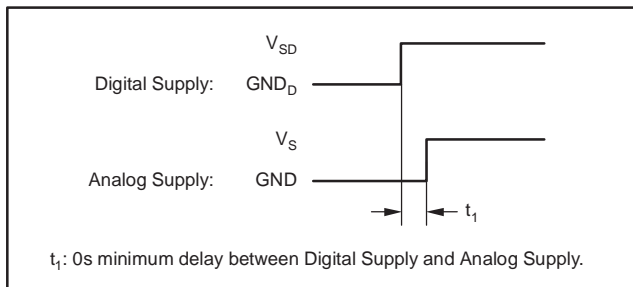 V_SD
Digital Supply: GND_D
V_S
Analog Supply: GND
t_1
t_1: 0s minimum delay between Digital Supply and Analog Supply.